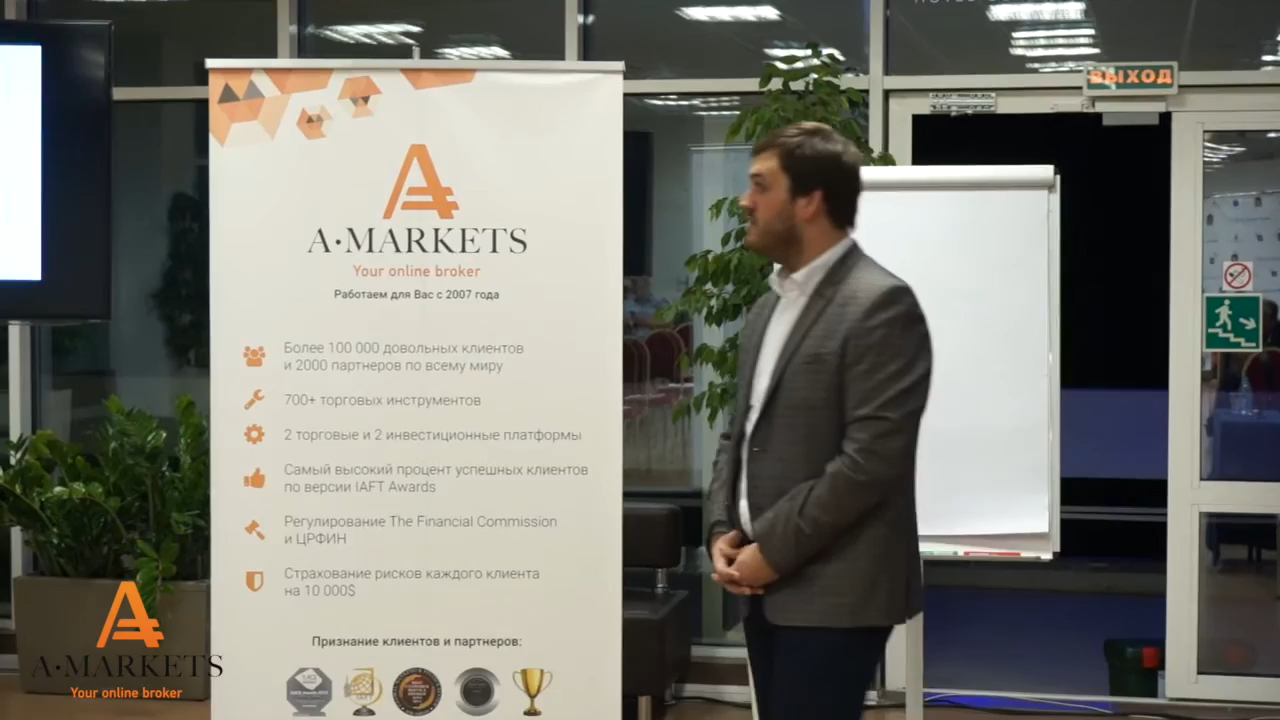 ВЫХОД
A·MARKETS
Your online broker
Работаем для Вас с 2007 года
Более 100 000 довольных клиентов
и 2000 партнеров по всему миру
700+ торговых инструментов
2 торговые и 2 инвестиционные платформы
Самый высокий процент успешных клиентов
по версии IAFT Awards
Регулирование The Financial Commission
и ЦРФИН
Страхование рисков каждого клиента
на 10 000$
Признание клиентов и партнеров:
A·MARKETS
Your online broker